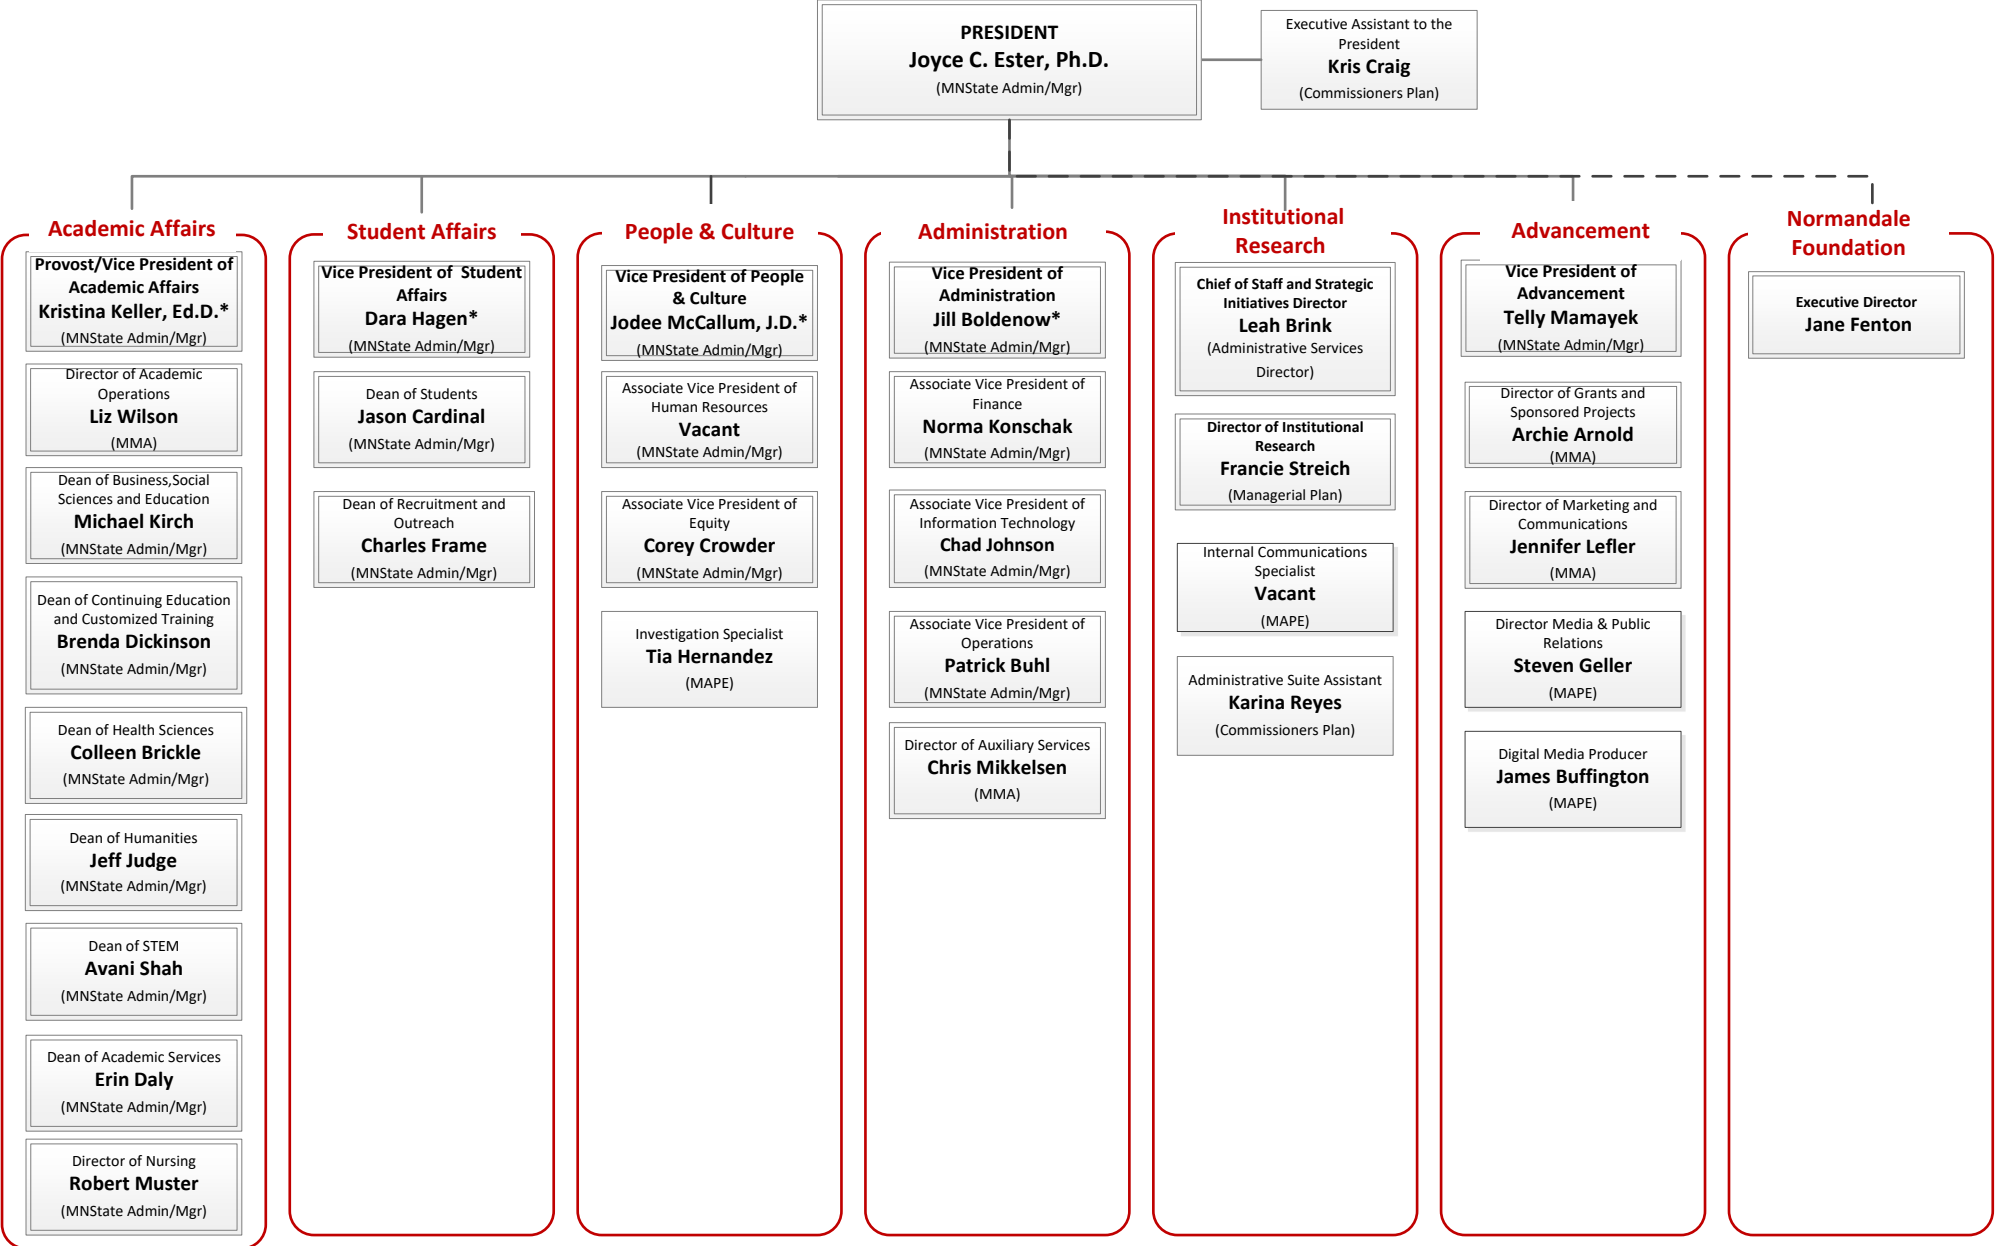 PRESIDENT
Joyce C. Ester, Ph.D.
(MNState Admin/Mgr)
Executive Assistant to the
President
Kris Craig
(Commissioners Plan)
Academic Affairs
Provost/Vice President of
Academic Affairs
Kristina Keller, Ed.D.*
(MNState Admin/Mgr)
Director of Academic
Operations
Liz Wilson
(MMA)
Dean of Business,Social
Sciences and Education
Michael Kirch
(MNState Admin/Mgr)
Dean of Continuing Education
and Customized Training
Brenda Dickinson
(MNState Admin/Mgr)
Dean of Health Sciences
Colleen Brickle
(MNState Admin/Mgr)
Dean of Humanities
Jeff Judge
(MNState Admin/Mgr)
Dean of STEM
Avani Shah
(MNState Admin/Mgr)
Dean of Academic Services
Erin Daly
(MNState Admin/Mgr)
Director of Nursing
Robert Muster
(MNState Admin/Mgr)
Student Affairs
Vice President of Student
Affairs
Dara Hagen*
(MNState Admin/Mgr)
Dean of Students
Jason Cardinal
(MNState Admin/Mgr)
Dean of Recruitment and
Outreach
Charles Frame
(MNState Admin/Mgr)
People & Culture
Vice President of People
& Culture
Jodee McCallum, J.D.*
(MNState Admin/Mgr)
Associate Vice President of
Human Resources
Vacant
(MNState Admin/Mgr)
Associate Vice President of
Equity
Corey Crowder
(MNState Admin/Mgr)
Investigation Specialist
Tia Hernandez
(MAPE)
Administration
Vice President of
Administration
Jill Boldenow*
(MNState Admin/Mgr)
Associate Vice President of
Finance
Norma Konschak
(MNState Admin/Mgr)
Associate Vice President of
Information Technology
Chad Johnson
(MNState Admin/Mgr)
Associate Vice President of
Operations
Patrick Buhl
(MNState Admin/Mgr)
Director of Auxiliary Services
Chris Mikkelsen
(MMA)
Institutional
Research
Chief of Staff and Strategic
Initiatives Director
Leah Brink
(Administrative Services
Director)
Director of Institutional
Research
Francie Streich
(Managerial Plan)
Internal Communications
Specialist
Vacant
(MAPE)
Administrative Suite Assistant
Karina Reyes
(Commissioners Plan)
Advancement
Vice President of
Advancement
Telly Mamayek
(MNState Admin/Mgr)
Director of Grants and
Sponsored Projects
Archie Arnold
(MMA)
Director of Marketing and
Communications
Jennifer Lefler
(MMA)
Director Media & Public
Relations
Steven Geller
(MAPE)
Digital Media Producer
James Buffington
(MAPE)
Normandale
Foundation
Executive Director
Jane Fenton